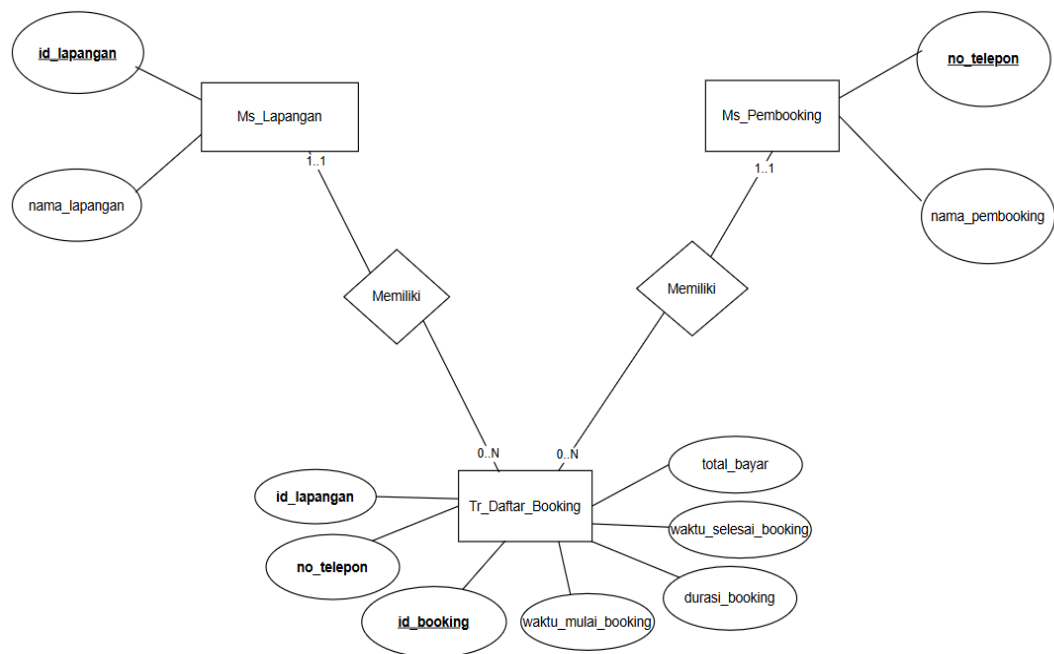 id_lapangan
no_telepon
Ms_Lapangan
Ms_Pembooking
1..1
1..1
nama_lapangan
nama_pembooking
Memiliki
Memiliki
0..N
0..N
total_bayar
id_lapangan
Tr_Daftar_Booking
waktu_selesai_booking
no_telepon
durasi_booking
id_booking
waktu_mulai_booking